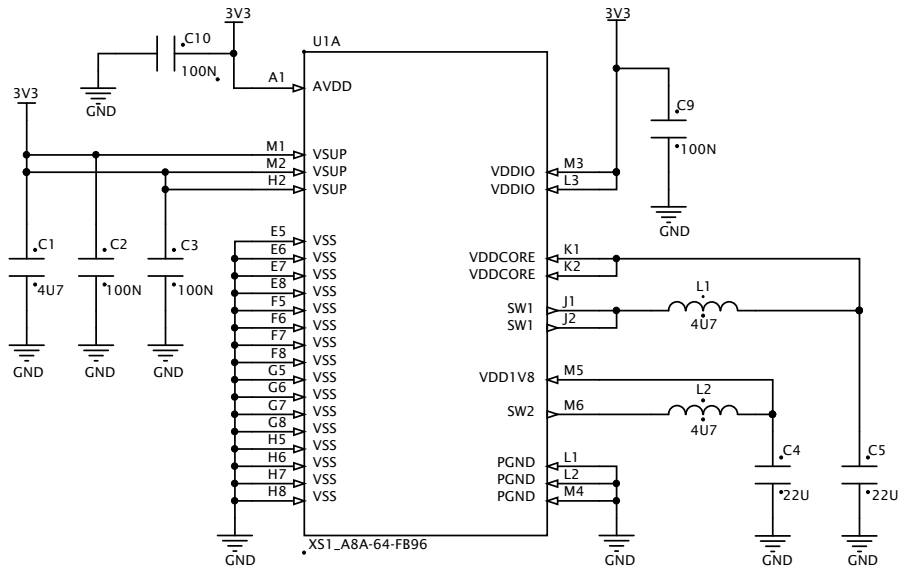 3V3
C10
100N
GND
3V3
U1A
A1
AVDD
3V3
C9
100N
GND
M1
VSUP
M2
VSUP
H2
VSUP
M3
VDDIO
L3
VDDIO
C1
4U7
GND
C2
100N
GND
C3
100N
GND
E5
VSS
E6
VSS
E7
VSS
E8
VSS
F5
VSS
F6
VSS
F7
VSS
F8
VSS
G5
VSS
G6
VSS
G7
VSS
G8
VSS
H5
VSS
H6
VSS
H7
VSS
H8
VSS
GND
VDDCORE
K1
VDDCORE
K2
SW1
J1
SW1
J2
L1
4U7
VDD1V8
M5
SW2
M6
L2
4U7
PGND
L1
PGND
L2
PGND
M4
GND
C4
22U
GND
C5
22U
GND
XS1_A8A-64-FB96